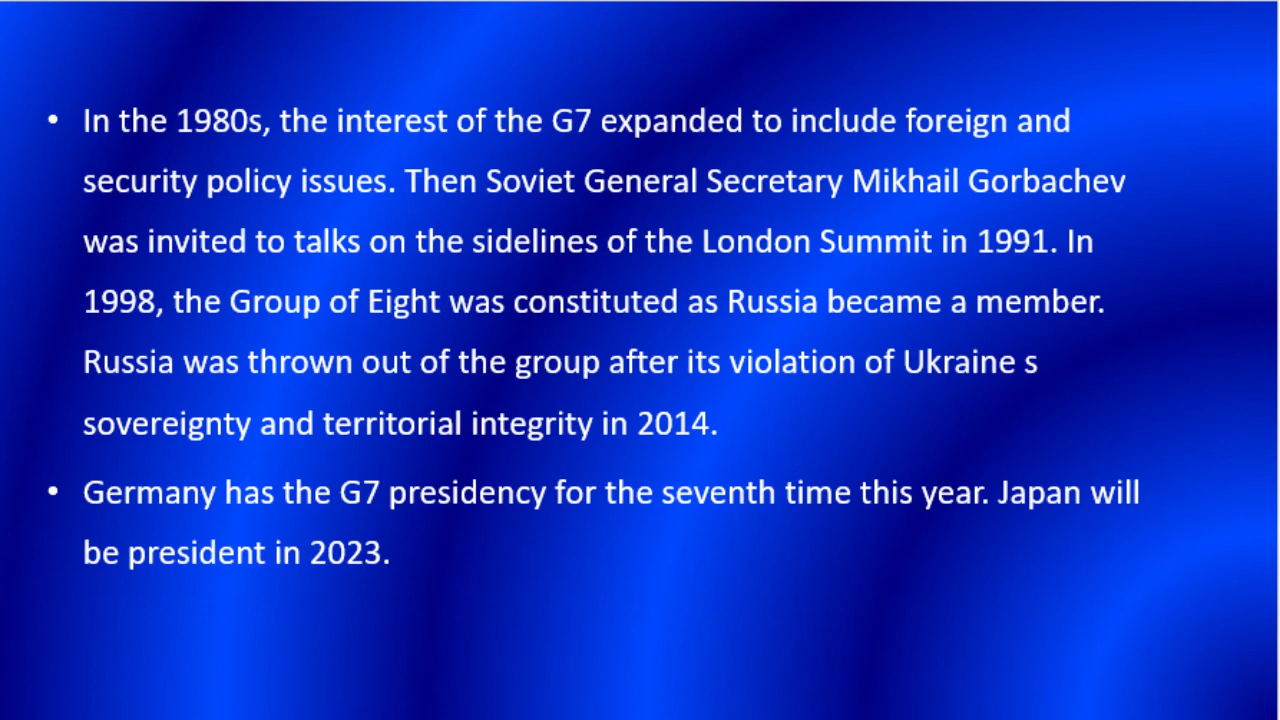 • In the 1980s, the interest of the G7 expanded to include foreign and
security policy issues. Then Soviet General Secretary Mikhail Gorbachev
was invited to talks on the sidelines of the London Summit in 1991. In
1998, the Group of Eight was constituted as Russia became a member.
Russia was thrown out of the group after its violation of Ukraine s
sovereignty and territorial integrity in 2014.
• Germany has the G7 presidency for the seventh time this year. Japan will
be president in 2023.